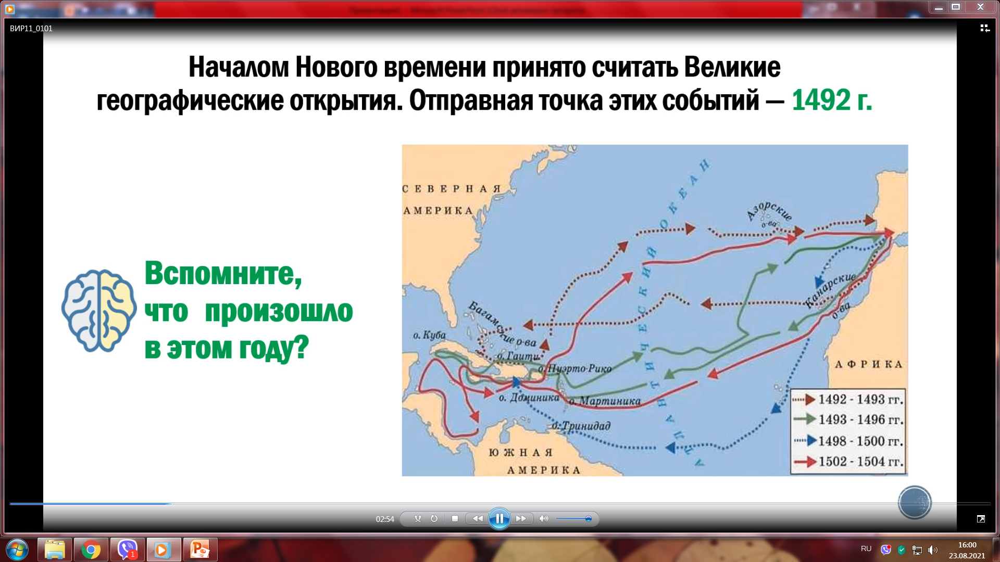 ВИР11_0101
Началом Нового времени принято считать Великие
географические открытия. Отправная точка этих событий — 1492 г.
Вспомните,
что произошло
в этом году?
СЕВЕРНАЯ
АМЕРИКА
АТЛАНТИЧЕСКИЙ ОКЕАН
Азорские
о-ва
Канарские
о-ва
Багамские о-ва
о. Куба
о. Гаити
о. Пуэрто-Рико
о. Доминика
о. Мартиника
о. Тринидад
АФРИКА
ЮЖНАЯ
АМЕРИКА
1492 - 1493 гг.
1493 - 1496 гг.
1498 - 1500 гг.
1502 - 1504 гг.
02:54
1
RU
16:00
23.08.2021